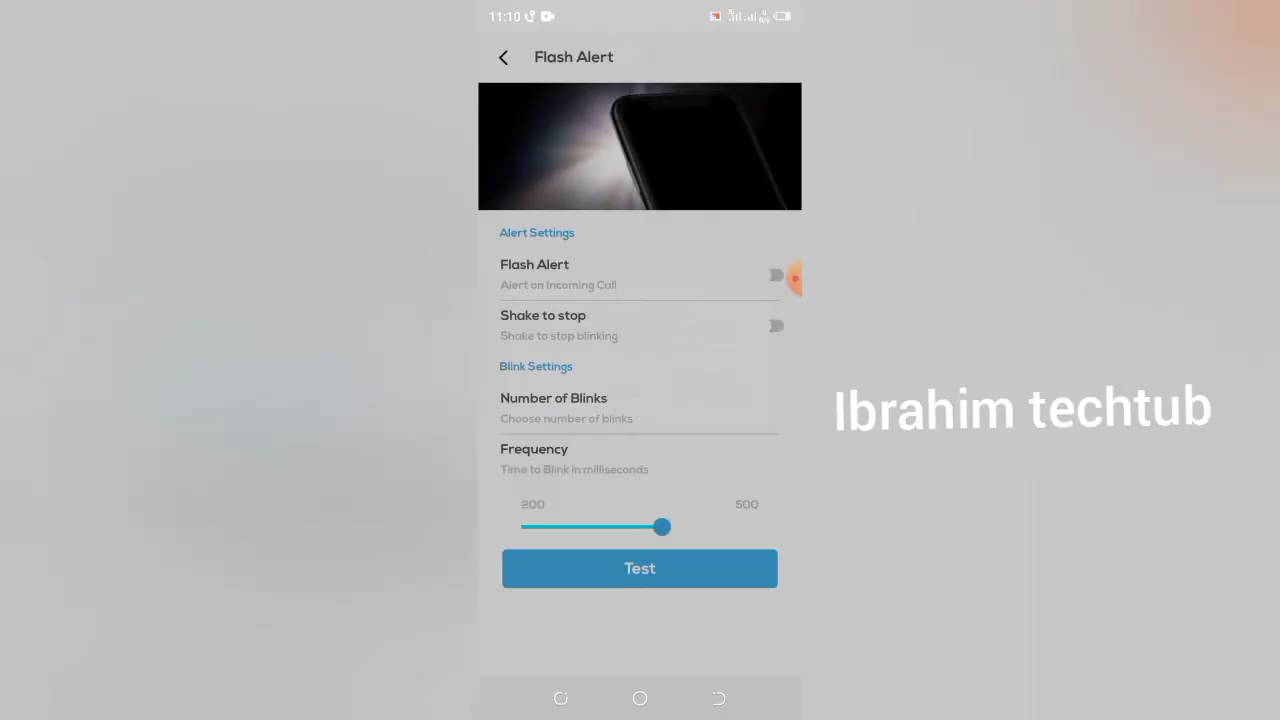 11:10
Flash Alert
Alert Settings
Flash Alert
Alert on Incoming Call
Shake to stop
Shake to stop blinking
Blink Settings
Number of Blinks
Choose number of blinks
Frequency
Time to Blink in milliseconds
200 500
Test
Ibrahim techtub